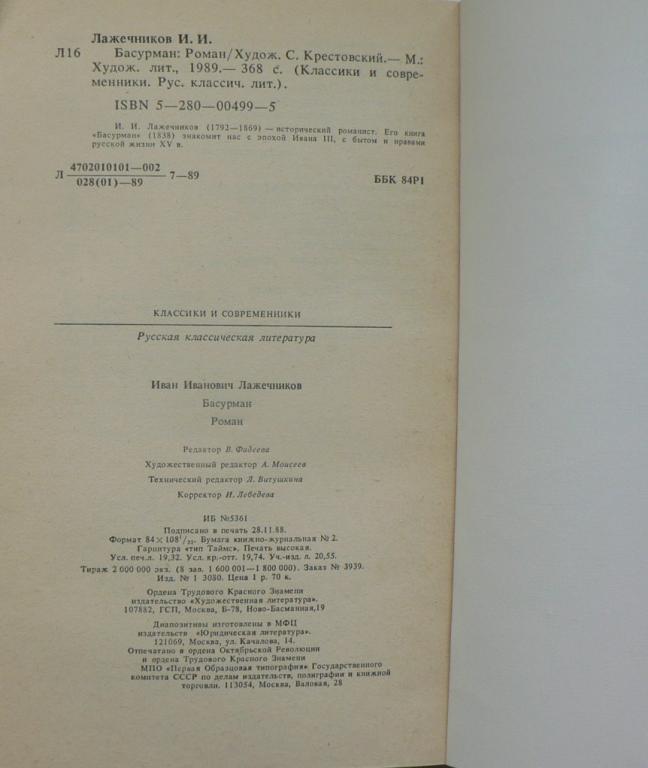 Лажечников И. И.
Л16 Басурман: Роман/Худож. С. Крестовский.— М.:
Худож. лит., 1989.— 368 с. (Классики и совре-
менники. Рус. классич. лит.).
ISBN 5—280—00499—5
И. И. Лажечников (1792—1869) — исторический романист. Его книга
«Басурман» (1838) знакомит нас с эпохой Ивана III, с бытом и нравами
русской жизни XV в.
Л 4702010101—002
028(01)—89 7—89 ББК 84Р1
КЛАССИКИ И СОВРЕМЕННИКИ
Русская классическая литература
Иван Иванович Лажечников
Басурман
Роман
Редактор В. Фадеева
Художественный редактор А. Моисеев
Технический редактор Л. Витушкина
Корректор И. Лебедева
ИБ №5361
Подписано в печать 28.11.88.
Формат 84×108¹/₃₂. Бумага книжно-журнальная №2.
Гарнитура «тип Таймс». Печать высокая.
Усл. печ.л. 19,32. Усл. кр.-отт. 19,74. Уч.-изд. л. 20,55.
Тираж 2 000 000 экз. (8 зав. 1 600 001—1 800 000). Заказ № 3939.
Изд. № I 3080. Цена 1 р. 70 к.
Ордена Трудового Красного Знамени
издательство «Художественная литература».
107882, ГСП, Москва, Б-78, Ново-Басманная,19
Диапозитивы изготовлены в МФЦ
издательств «Юридическая литература».
121069, Москва, ул. Качалова, 14.
Отпечатано в ордена Октябрьской Революции
и ордена Трудового Красного Знамени
МПО «Первая Образцовая типография» Государственного
комитета СССР по делам издательств, полиграфии и книжной
торговли. 113054, Москва, Валовая, 28